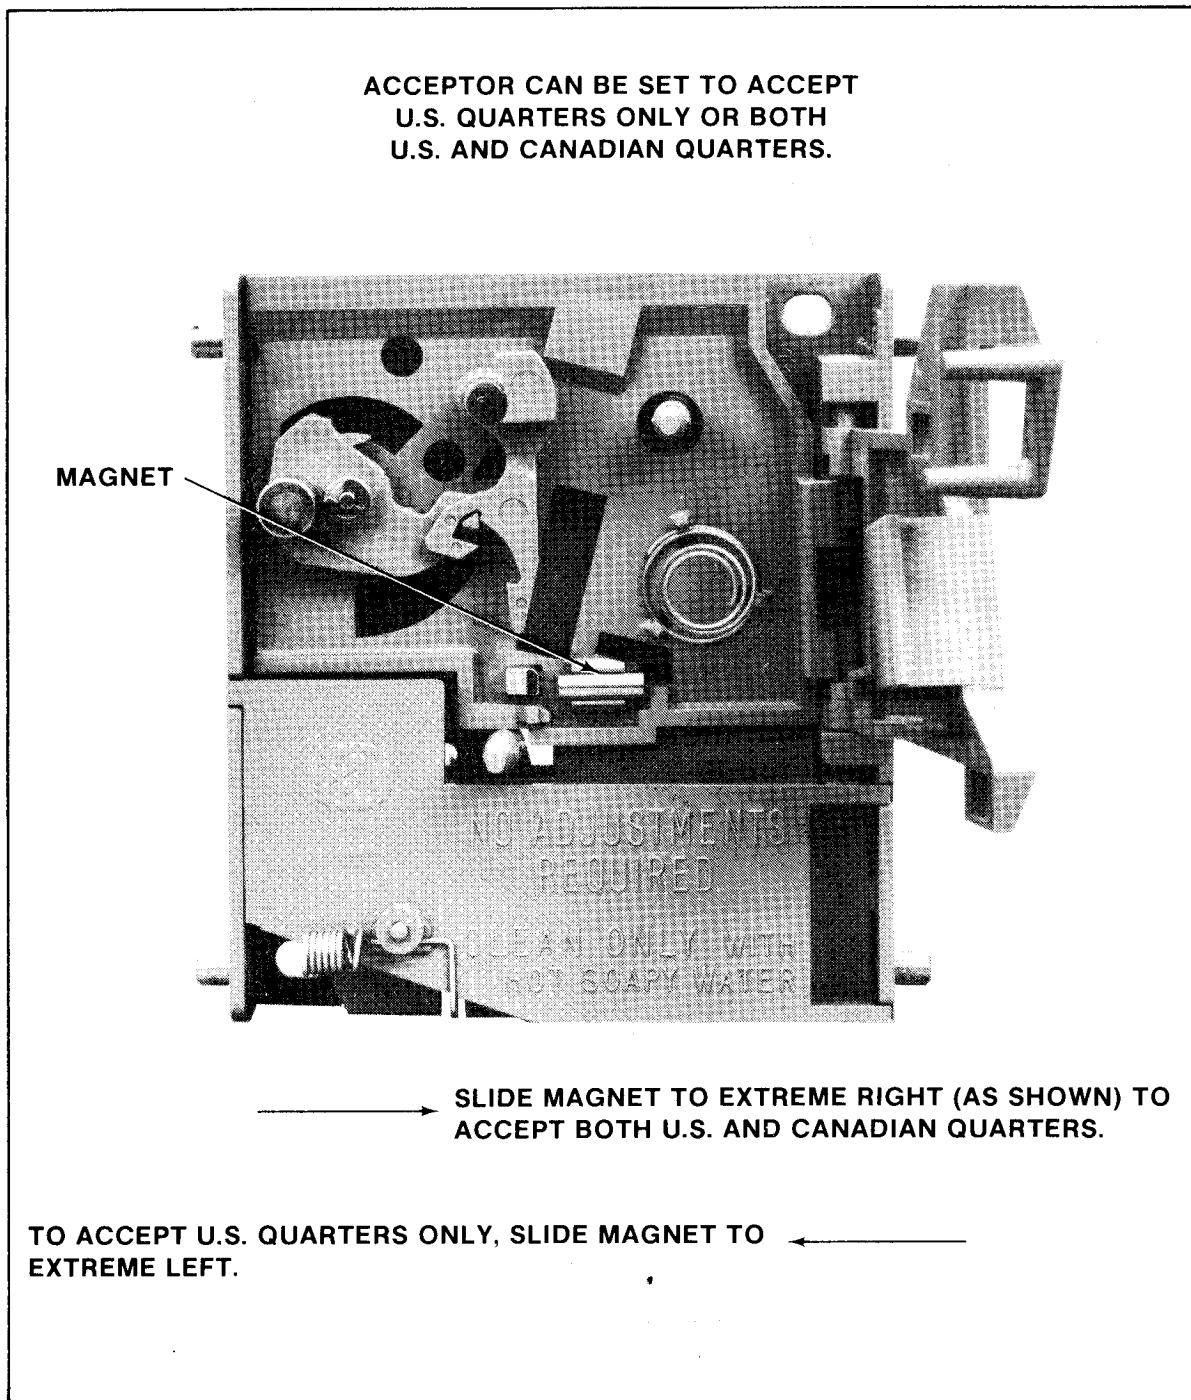 ACCEPTOR CAN BE SET TO ACCEPT
U.S. QUARTERS ONLY OR BOTH
U.S. AND CANADIAN QUARTERS.
MAGNET
NO ADJUSTMENTS
REQUIRED
CLEAN ONLY WITH
HOT SOAPY WATER
SLIDE MAGNET TO EXTREME RIGHT (AS SHOWN) TO
ACCEPT BOTH U.S. AND CANADIAN QUARTERS.
TO ACCEPT U.S. QUARTERS ONLY, SLIDE MAGNET TO
EXTREME LEFT.